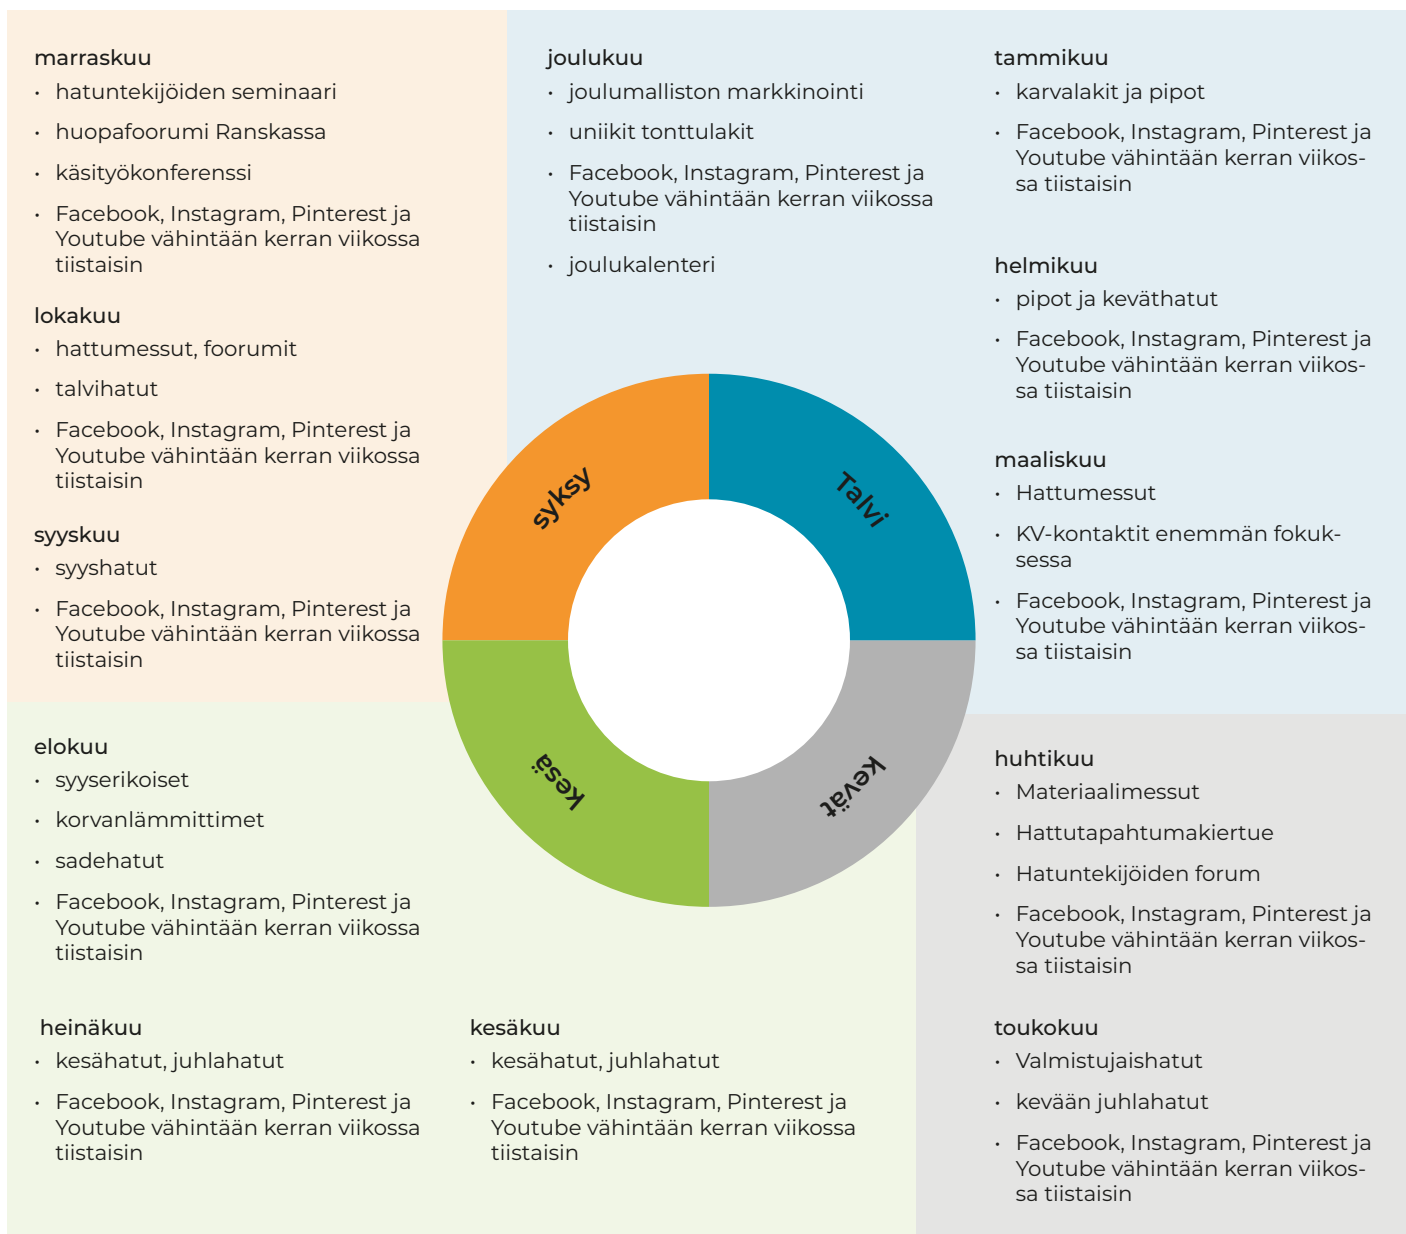 marraskuu
• hatuntekijöiden seminaari
• huopafoorumi Ranskassa
• käsityökonferenssi
• Facebook, Instagram, Pinterest ja
Youtube vähintään kerran viikossa
tiistaisin
lokakuu
• hattumessut, foorumit
• talvihatut
• Facebook, Instagram, Pinterest ja
Youtube vähintään kerran viikossa
tiistaisin
syyskuu
• syyshatut
• Facebook, Instagram, Pinterest ja
Youtube vähintään kerran viikossa
tiistaisin
joulukuu
• joulumalliston markkinointi
• uniikit tonttulakit
• Facebook, Instagram, Pinterest ja
Youtube vähintään kerran viikossa
tiistaisin
• joulukalenteri
tammikuu
• karvalakit ja pipot
• Facebook, Instagram, Pinterest ja
Youtube vähintään kerran viikos-
sa tiistaisin
helmikuu
• pipot ja keväthatut
• Facebook, Instagram, Pinterest ja
Youtube vähintään kerran viikos-
sa tiistaisin
maaliskuu
• Hattumessut
• KV-kontaktit enemmän fokuk-
sessa
• Facebook, Instagram, Pinterest ja
Youtube vähintään kerran viikos-
sa tiistaisin
syksy
Talvi
kesä
kevät
elokuu
• syyserikoiset
• korvanlämmittimet
• sadehatut
• Facebook, Instagram, Pinterest ja
Youtube vähintään kerran viikossa
tiistaisin
heinäkuu
• kesähatut, juhlahatut
• Facebook, Instagram, Pinterest ja
Youtube vähintään kerran viikossa
tiistaisin
kesäkuu
• kesähatut, juhlahatut
• Facebook, Instagram, Pinterest ja
Youtube vähintään kerran viikossa
tiistaisin
huhtikuu
• Materiaalimessut
• Hattutapahtumakiertue
• Hatuntekijöiden forum
• Facebook, Instagram, Pinterest ja
Youtube vähintään kerran viikos-
sa tiistaisin
toukokuu
• Valmistujaishatut
• kevään juhlahatut
• Facebook, Instagram, Pinterest ja
Youtube vähintään kerran viikos-
sa tiistaisin